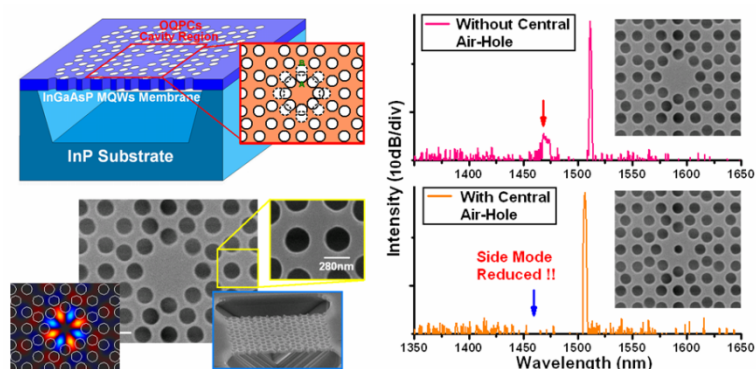 OQPCs
Cavity Region
InGaAsP MQWs Membrane
InP Substrate
280nm
Without Central
Air-Hole
With Central
Air-Hole
Side Mode
Reduced !!
Intensity (10dB/div)
1350 1400 1450 1500 1550 1600 1650
1350 1400 1450 1500 1550 1600 1650
Wavelength (nm)